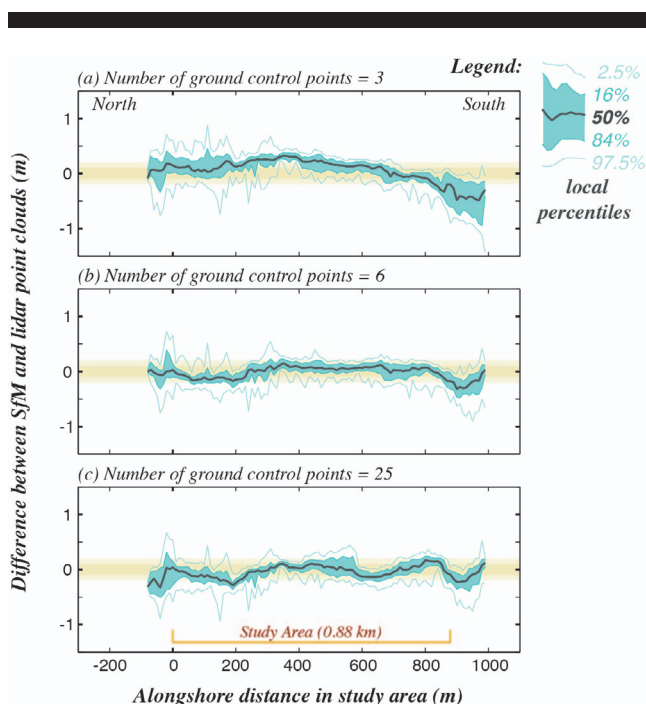 Legend:
2.5%
16%
50%
84%
97.5%
local
percentiles
(a) Number of ground control points = 3
North
South
1
0
-1
(b) Number of ground control points = 6
1
0
-1
(c) Number of ground control points = 25
1
0
-1
Study Area (0.88 km)
-200 0 200 400 600 800 1000
Alongshore distance in study area (m)
Difference between SfM and lidar point clouds (m)